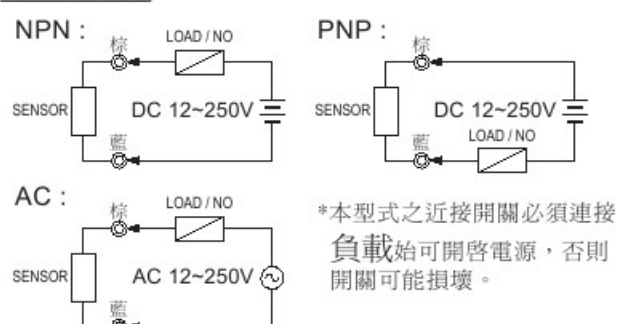 NPN :
棕
LOAD / NO
SENSOR
DC 12~250V
藍
PNP :
棕
SENSOR
DC 12~250V
藍
LOAD / NO
AC :
棕
LOAD / NO
SENSOR
AC 12~250V
藍
*本型式之近接開關必須連接
負載始可開啓電源，否則
開關可能損壞。